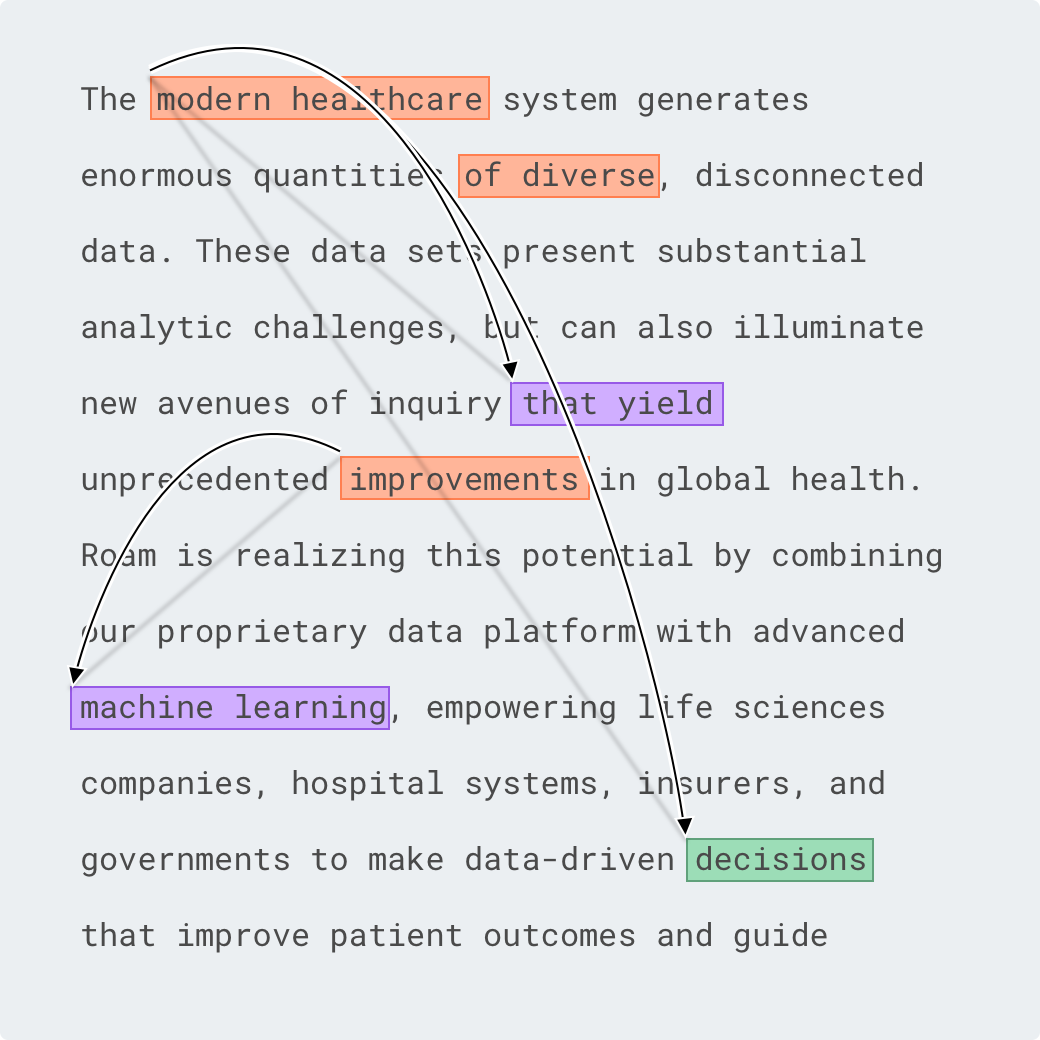 The modern healthcare system generates
enormous quantities of diverse, disconnected
data. These data sets present substantial
analytic challenges, but can also illuminate
new avenues of inquiry that yield
unprecedented improvements in global health.
Roam is realizing this potential by combining
our proprietary data platform with advanced
machine learning, empowering life sciences
companies, hospital systems, insurers, and
governments to make data-driven decisions
that improve patient outcomes and guide